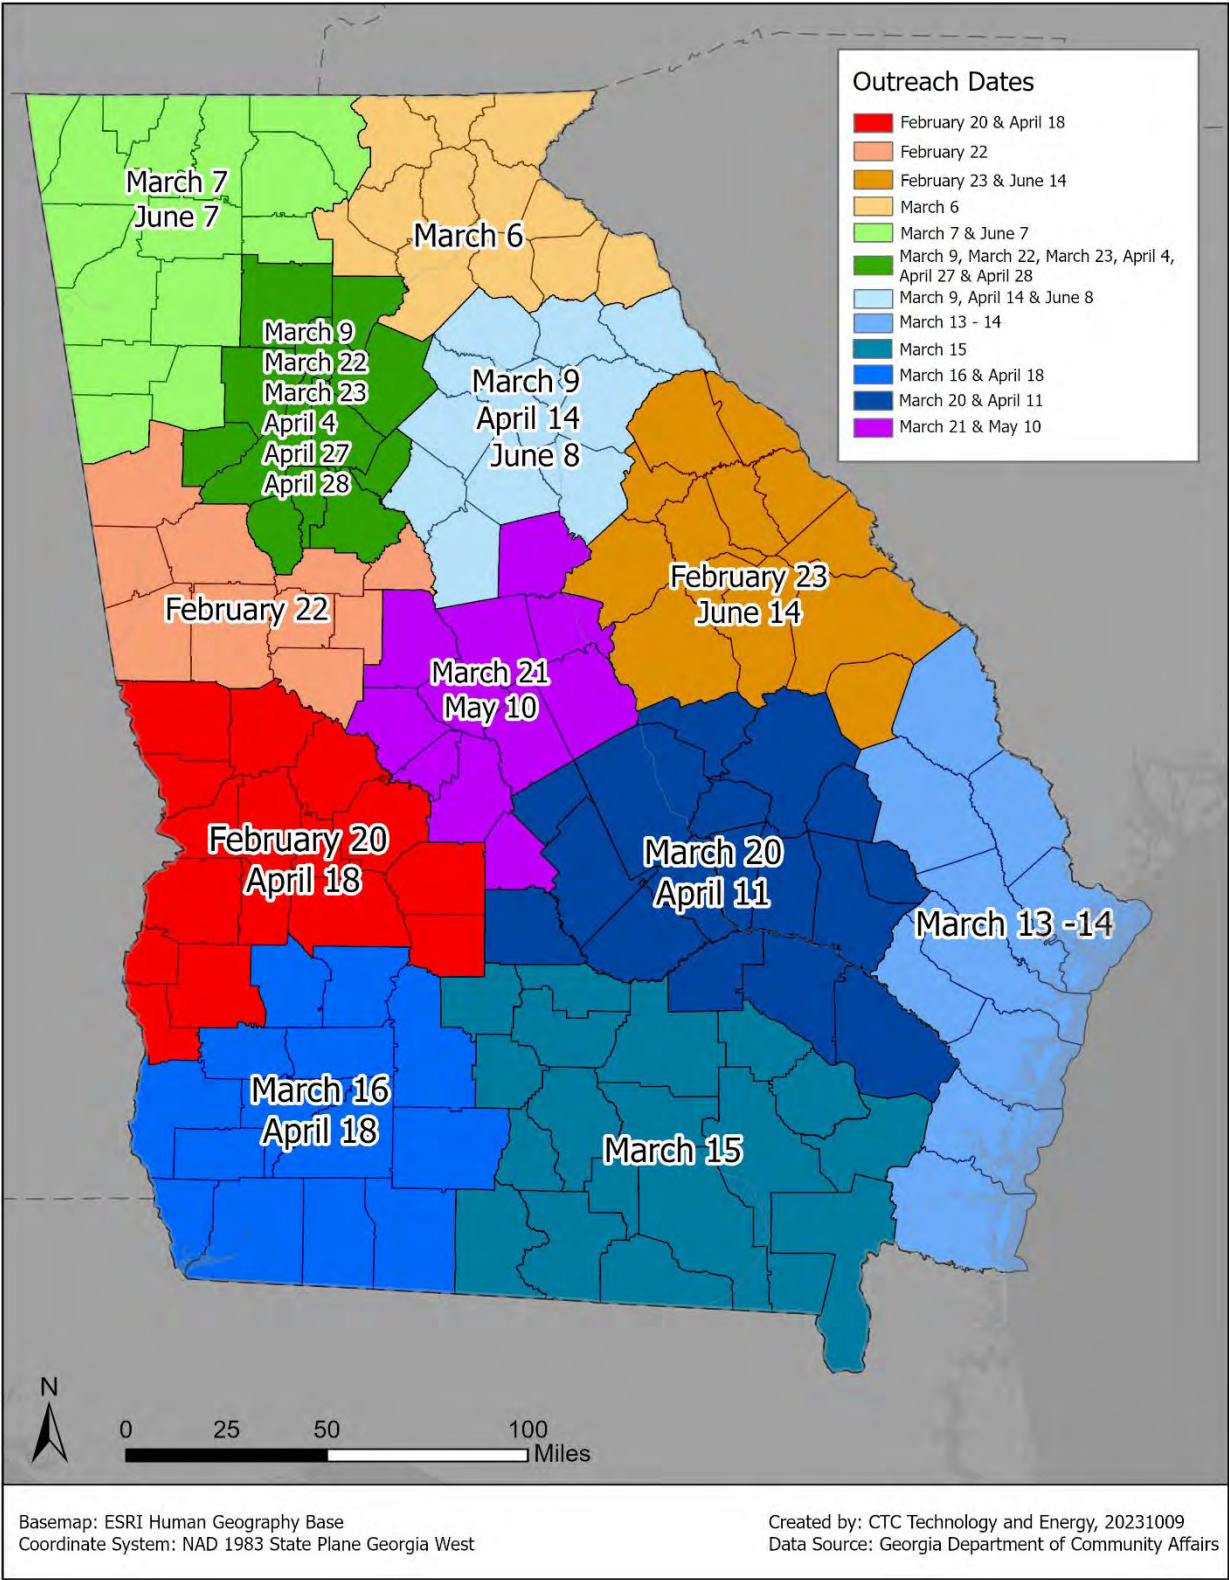 Outreach Dates
February 20 & April 18
February 22
February 23 & June 14
March 6
March 7 & June 7
March 9, March 22, March 23, April 4,
April 27 & April 28
March 9, April 14 & June 8
March 13 - 14
March 15
March 16 & April 18
March 20 & April 11
March 21 & May 10
March 7
June 7
March 6
March 9
March 22
March 23
April 4
April 27
April 28
March 9
April 14
June 8
February 23
June 14
February 22
March 21
May 10
February 20
April 18
March 20
April 11
March 13 -14
March 16
April 18
March 15
N
0 25 50 100
Miles
Basemap: ESRI Human Geography Base
Coordinate System: NAD 1983 State Plane Georgia West
Created by: CTC Technology and Energy, 20231009
Data Source: Georgia Department of Community Affairs